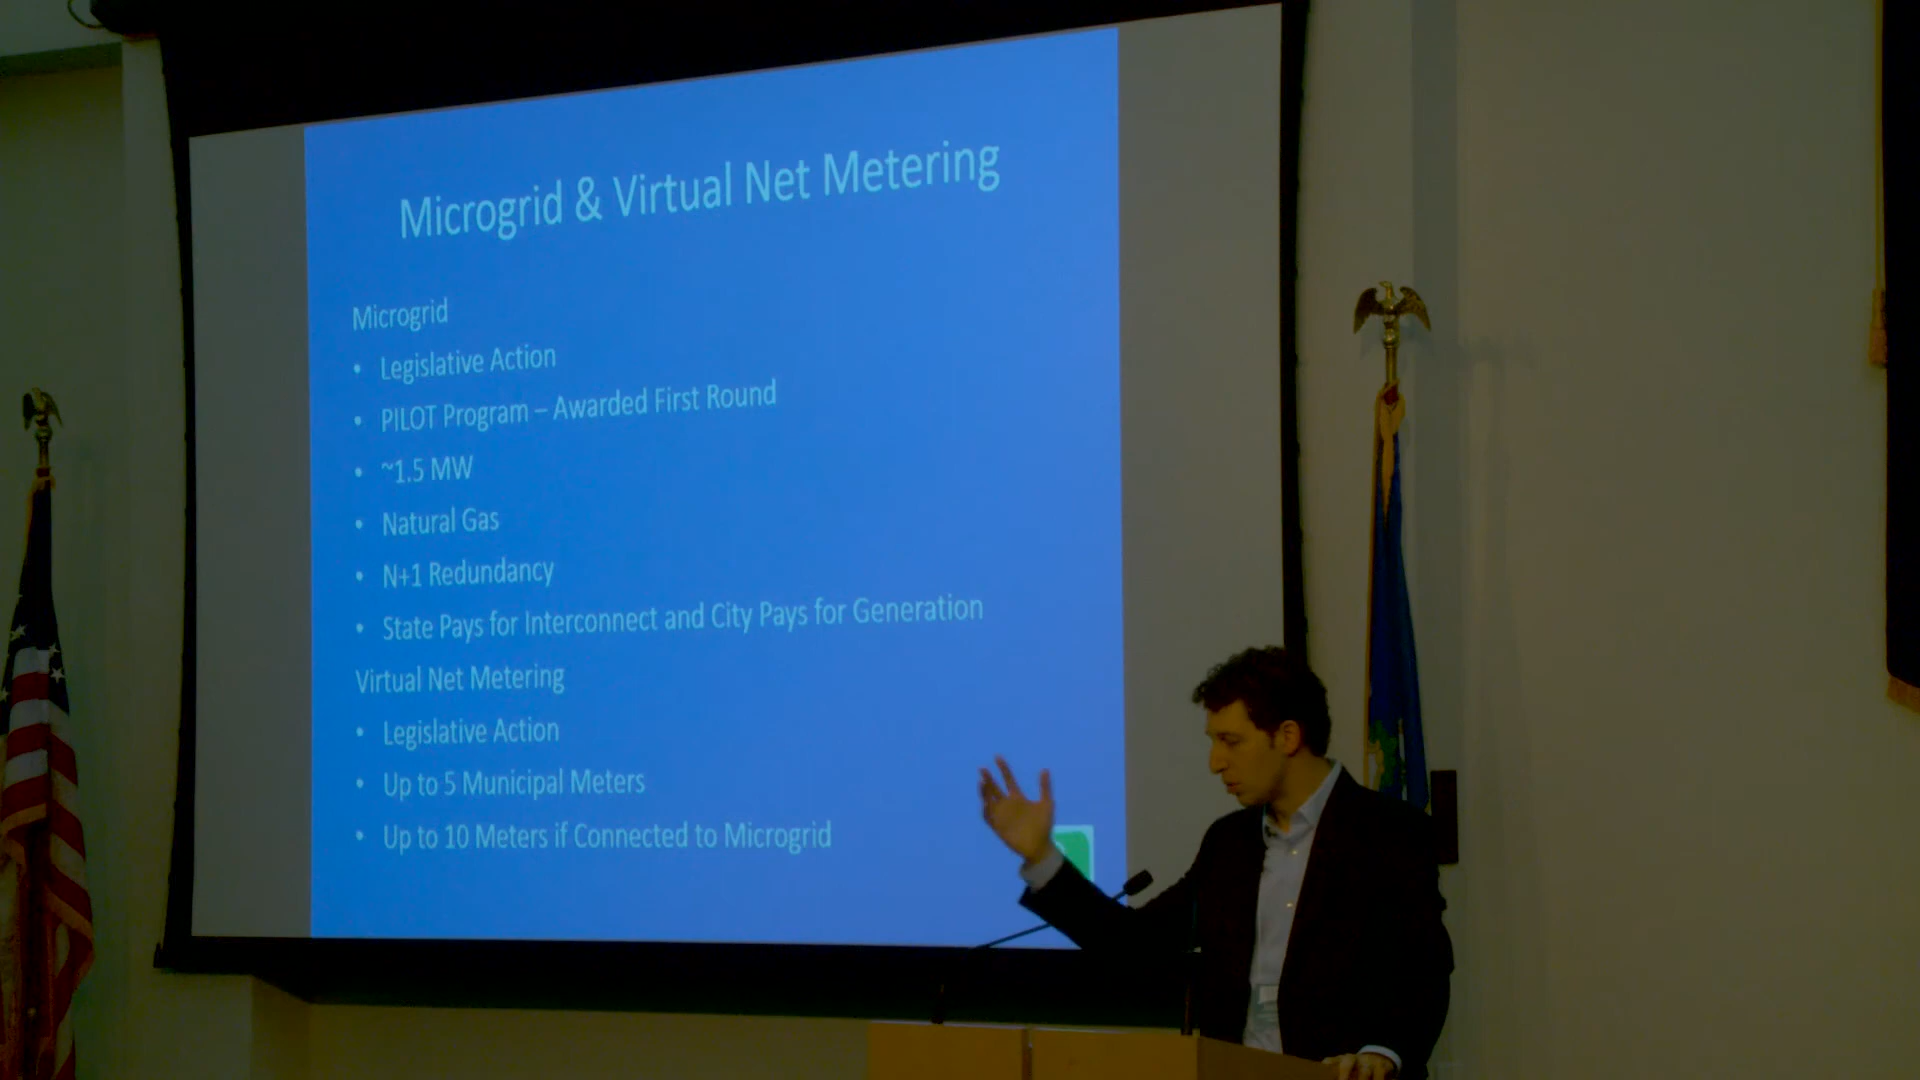 Microgrid & Virtual Net Metering
Microgrid
• Legislative Action
• PILOT Program – Awarded First Round
• ~1.5 MW
• Natural Gas
• N+1 Redundancy
• State Pays for Interconnect and City Pays for Generation
Virtual Net Metering
• Legislative Action
• Up to 5 Municipal Meters
• Up to 10 Meters if Connected to Microgrid